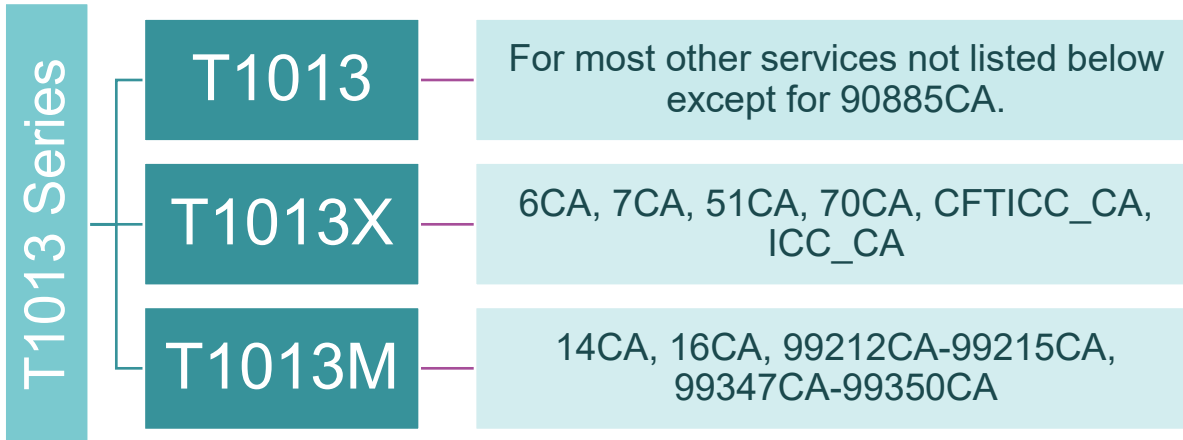 T1013 Series
T1013
For most other services not listed below
except for 90885CA.
T1013X
6CA, 7CA, 51CA, 70CA, CFTICC_CA,
ICC_CA
T1013M
14CA, 16CA, 99212CA-99215CA,
99347CA-99350CA